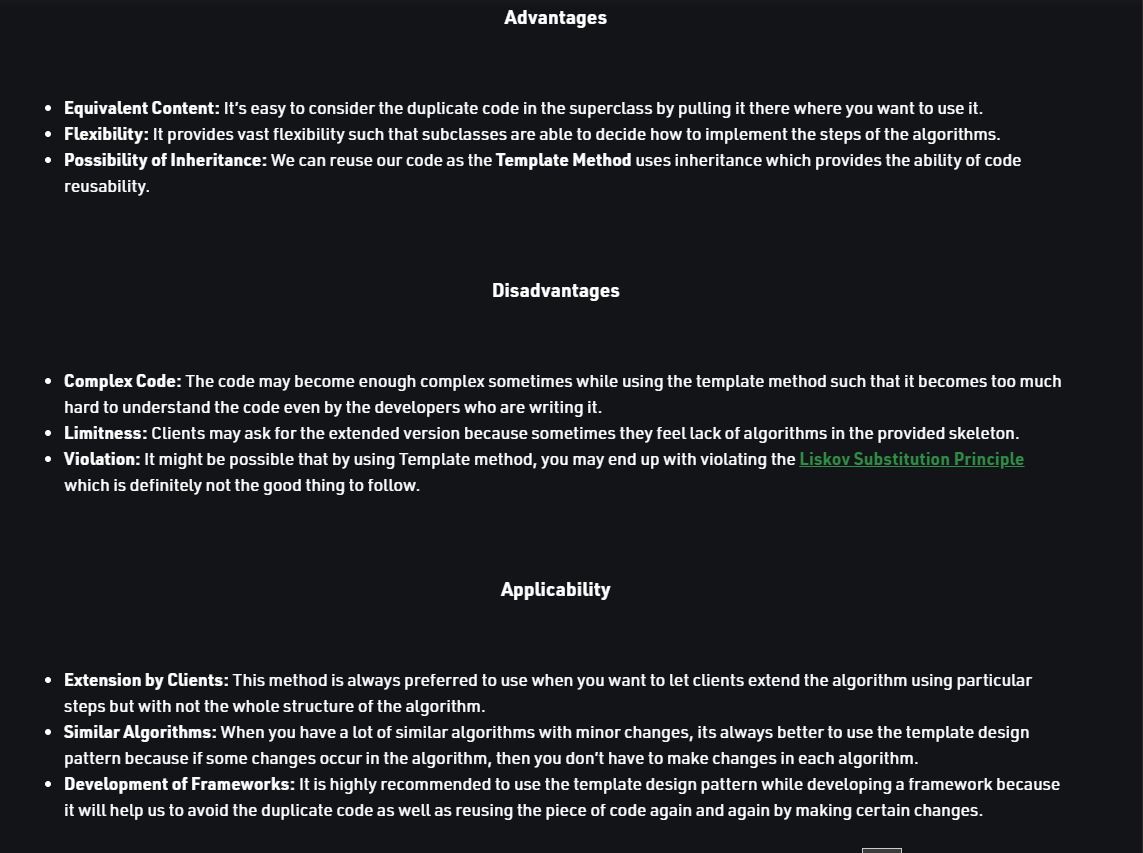 Advantages
Equivalent Content: It's easy to consider the duplicate code in the superclass by pulling it there where you want to use it.
Flexibility: It provides vast flexibility such that subclasses are able to decide how to implement the steps of the algorithms.
Possibility of Inheritance: We can reuse our code as the Template Method uses inheritance which provides the ability of code
reusability.
Disadvantages
Complex Code: The code may become enough complex sometimes while using the template method such that it becomes too much
hard to understand the code even by the developers who are writing it.
Limitness: Clients may ask for the extended version because sometimes they feel lack of algorithms in the provided skeleton.
Violation: It might be possible that by using Template method, you may end up with violating the Liskov Substitution Principle
which is definitely not the good thing to follow.
Applicability
Extension by Clients: This method is always preferred to use when you want to let clients extend the algorithm using particular
steps but with not the whole structure of the algorithm.
Similar Algorithms: When you have a lot of similar algorithms with minor changes, its always better to use the template design
pattern because if some changes occur in the algorithm, then you don't have to make changes in each algorithm.
Development of Frameworks: It is highly recommended to use the template design pattern while developing a framework because
it will help us to avoid the duplicate code as well as reusing the piece of code again and again by making certain changes.